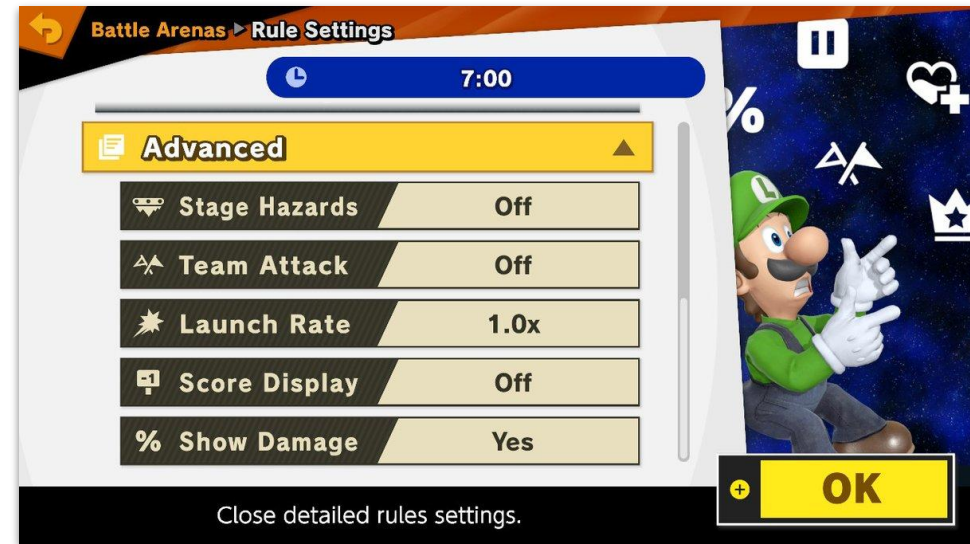 Battle Arenas ▶ Rule Settings
7:00
Advanced
Stage Hazards Off
Team Attack Off
Launch Rate 1.0x
-1 Score Display Off
% Show Damage Yes
Close detailed rules settings.
%
L
+ OK